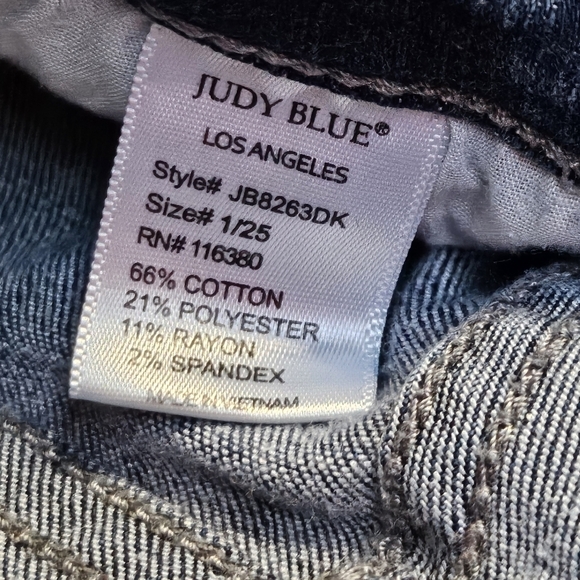 JUDY BLUE®
LOS ANGELES
Style# JB8263DK
Size# 1/25
RN# 116380
66% COTTON
21% POLYESTER
11% RAYON
2% SPANDEX
MADE IN VIETNAM